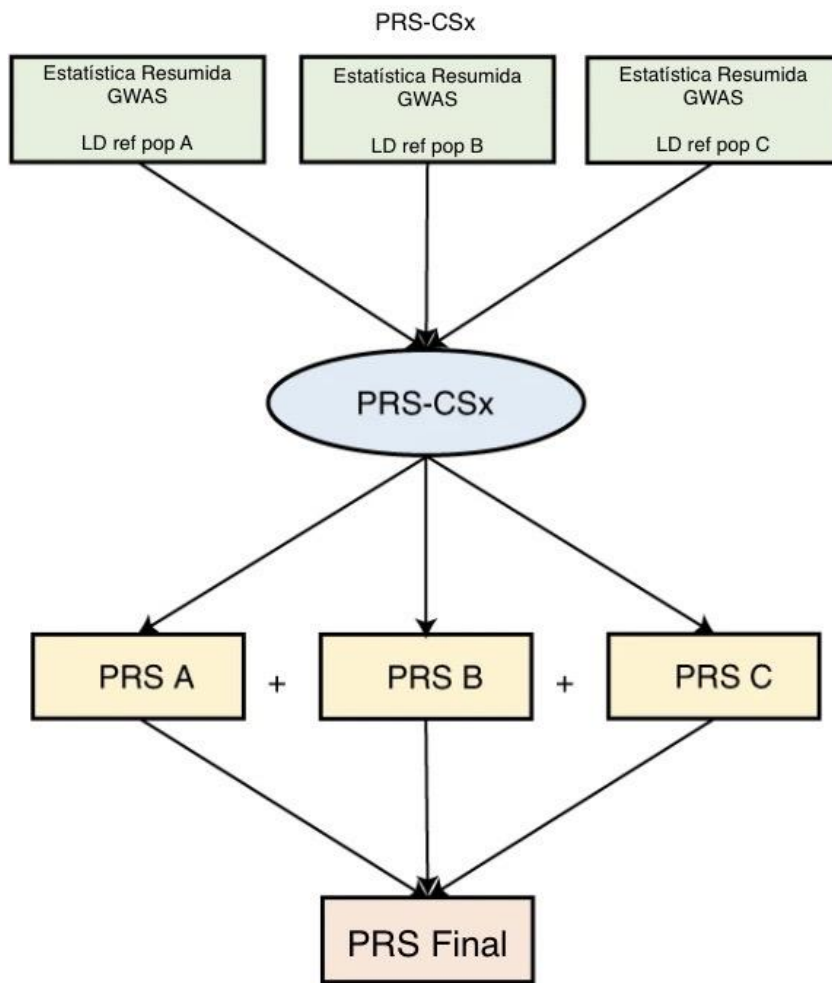 PRS-CSx
Estatística Resumida
GWAS
LD ref pop A
Estatística Resumida
GWAS
LD ref pop B
Estatística Resumida
GWAS
LD ref pop C
PRS-CSx
PRS A
+
PRS B
+
PRS C
PRS Final